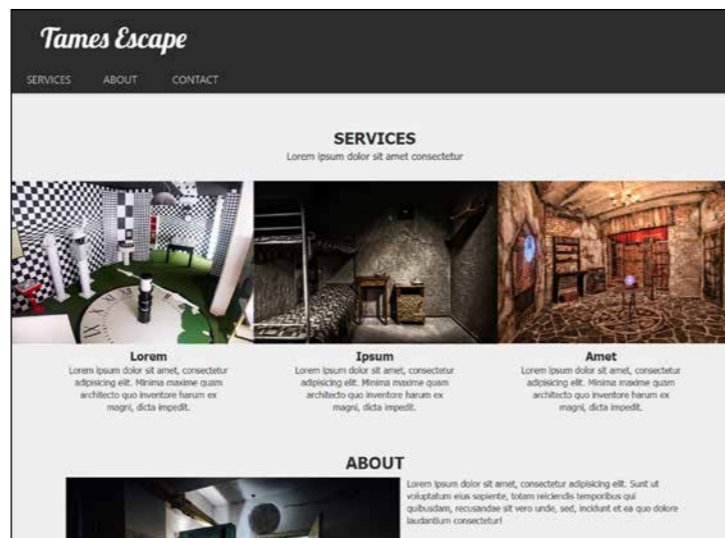 Tames Escape
SERVICES ABOUT CONTACT
SERVICES
Lorem ipsum dolor sit amet consectetur
Lorem
Lorem ipsum dolor sit amet, consectetur
adipisicing elit. Minima maxime quam
architecto quo inventore harum ex
magni, dicta impedit.
Ipsum
Lorem ipsum dolor sit amet, consectetur
adipisicing elit. Minima maxime quam
architecto quo inventore harum ex
magni, dicta impedit.
Amet
Lorem ipsum dolor sit amet, consectetur
adipisicing elit. Minima maxime quam
architecto quo inventore harum ex
magni, dicta impedit.
ABOUT
Lorem ipsum dolor sit amet, consectetur adipisicing elit. Sunt ut
voluptatum eius sapiente, totam reiciendis temporibus qui
quibusdam, recusandae sit vero unde, sed, incidunt et ea quo dolore
laudantium consectetur!